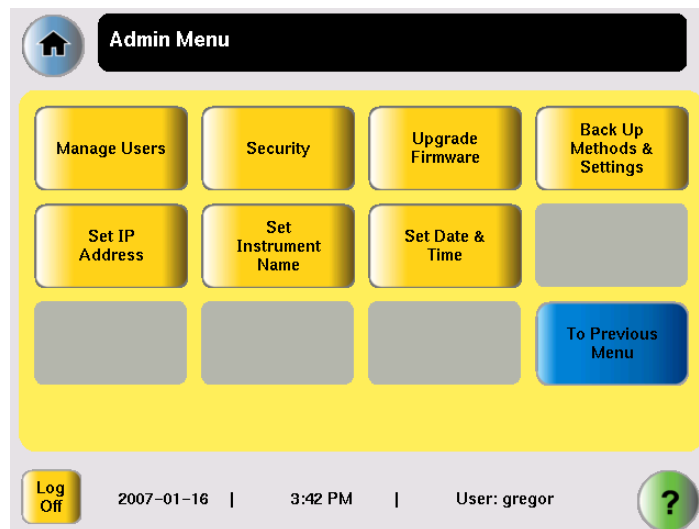 Admin Menu
Manage Users
Security
Upgrade
Firmware
Back Up
Methods &
Settings
Set IP
Address
Set
Instrument
Name
Set Date &
Time
To Previous
Menu
Log
Off
2007-01-16 | 3:42 PM | User: gregor
?